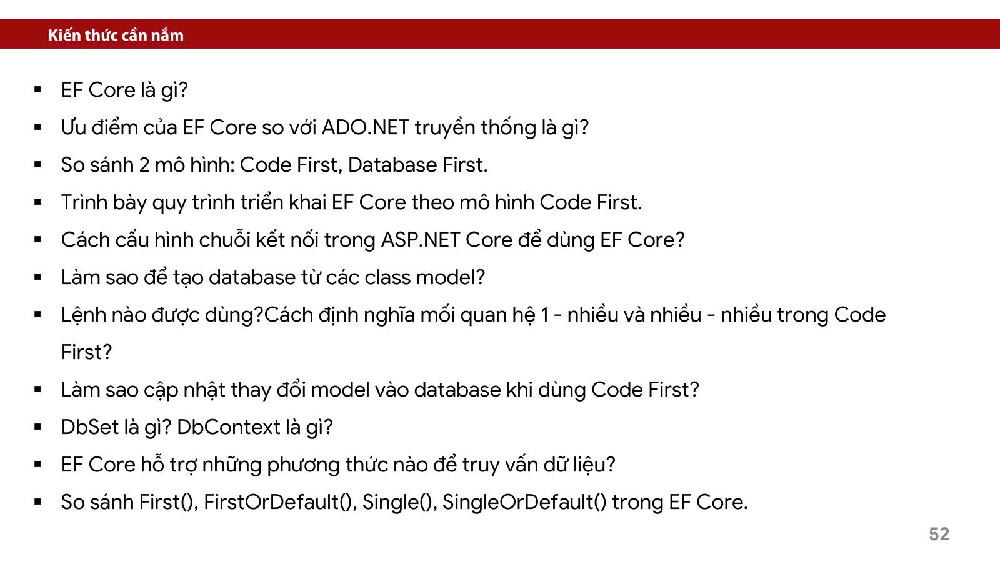 Kiến thức cần nắm
▪ EF Core là gì?
▪ Ưu điểm của EF Core so với ADO.NET truyền thống là gì?
▪ So sánh 2 mô hình: Code First, Database First.
▪ Trình bày quy trình triển khai EF Core theo mô hình Code First.
▪ Cách cấu hình chuỗi kết nối trong ASP.NET Core để dùng EF Core?
▪ Làm sao để tạo database từ các class model?
▪ Lệnh nào được dùng?Cách định nghĩa mối quan hệ 1 - nhiều và nhiều - nhiều trong Code
First?
▪ Làm sao cập nhật thay đổi model vào database khi dùng Code First?
▪ DbSet là gì? DbContext là gì?
▪ EF Core hỗ trợ những phương thức nào để truy vấn dữ liệu?
▪ So sánh First(), FirstOrDefault(), Single(), SingleOrDefault() trong EF Core.
52